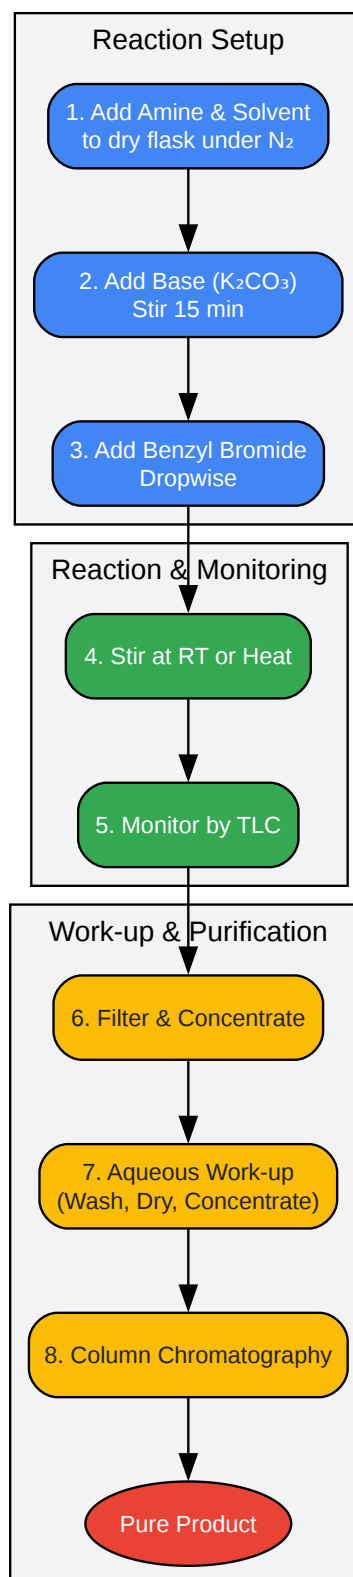 Reaction Setup
1. Add Amine & Solvent
to dry flask under N₂
2. Add Base (K₂CO₃)
Stir 15 min
3. Add Benzyl Bromide
Dropwise
Reaction & Monitoring
4. Stir at RT or Heat
5. Monitor by TLC
Work-up & Purification
6. Filter & Concentrate
7. Aqueous Work-up
(Wash, Dry, Concentrate)
8. Column Chromatography
Pure Product